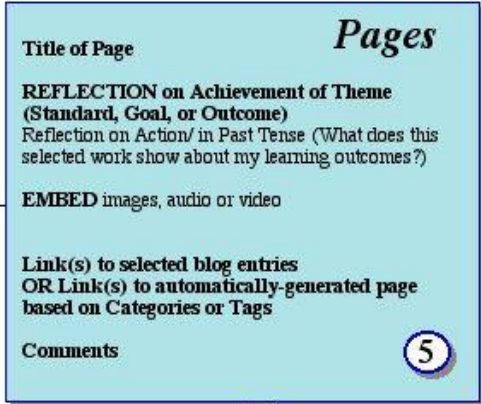 Pages
Title of Page
REFLECTION on Achievement of Theme
(Standard, Goal, or Outcome)
Reflection on Action/ in Past Tense (What does this
selected work show about my learning outcomes?)
EMBED images, audio or video
Link(s) to selected blog entries
OR Link(s) to automatically-generated page
based on Categories or Tags
Comments
5